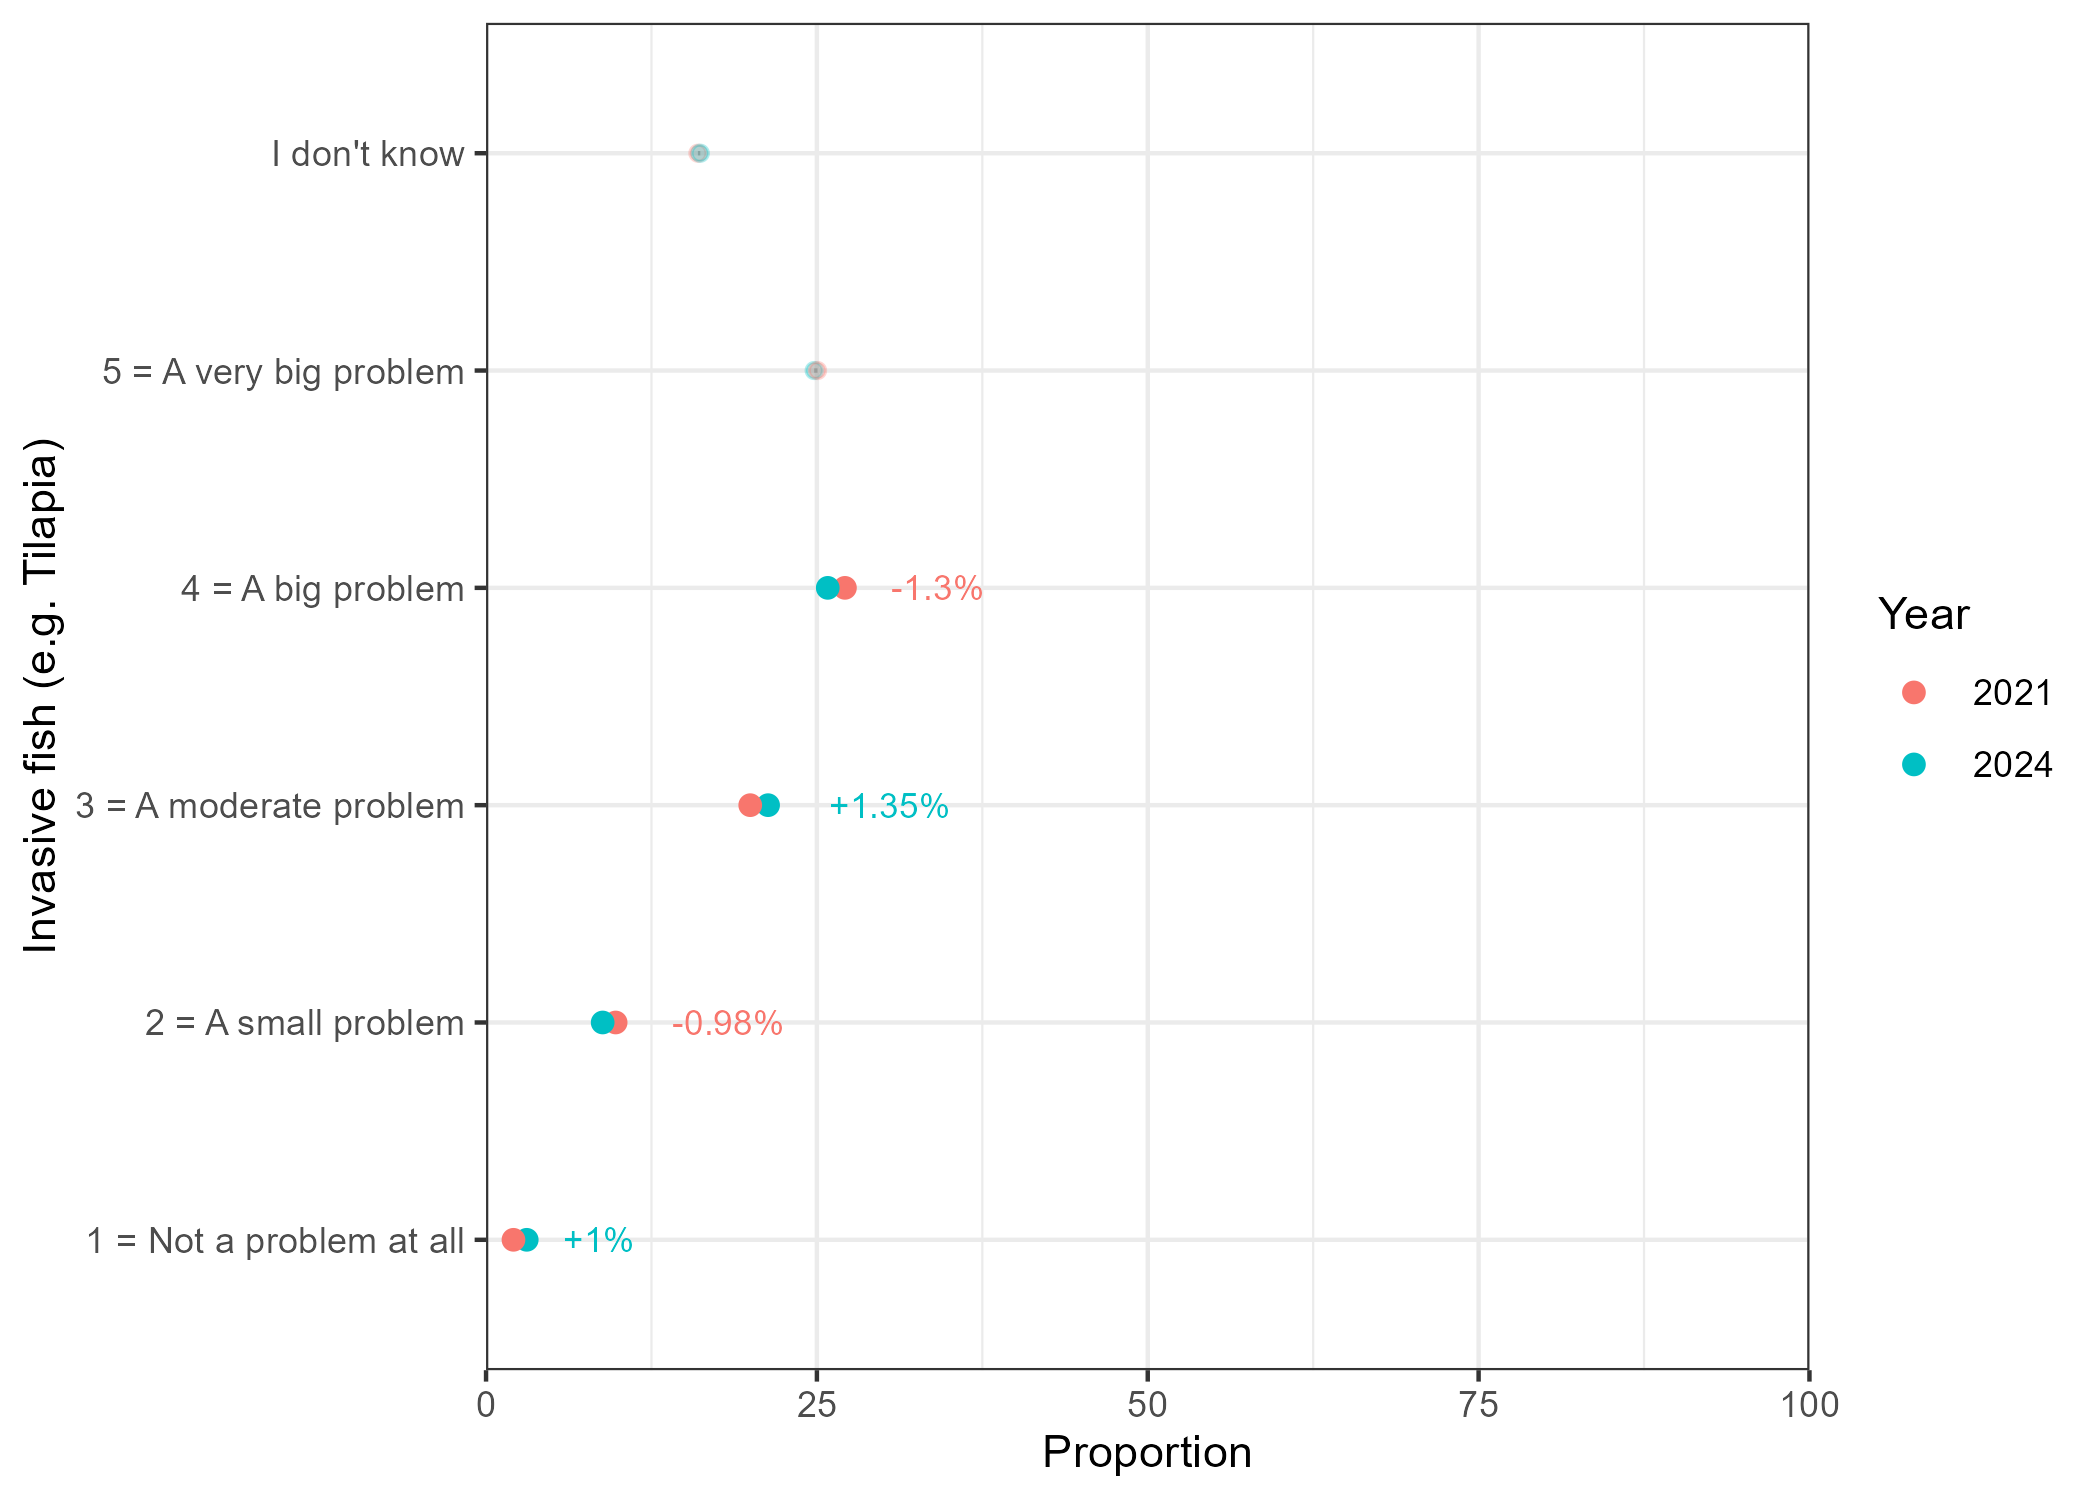 Invasive fish (e.g. Tilapia)
I don't know
5 = A very big problem
4 = A big problem
-1.3%
3 = A moderate problem
+1.35%
2 = A small problem
-0.98%
1 = Not a problem at all
+1%
0
25
50
75
100
Proportion
Year
2021
2024